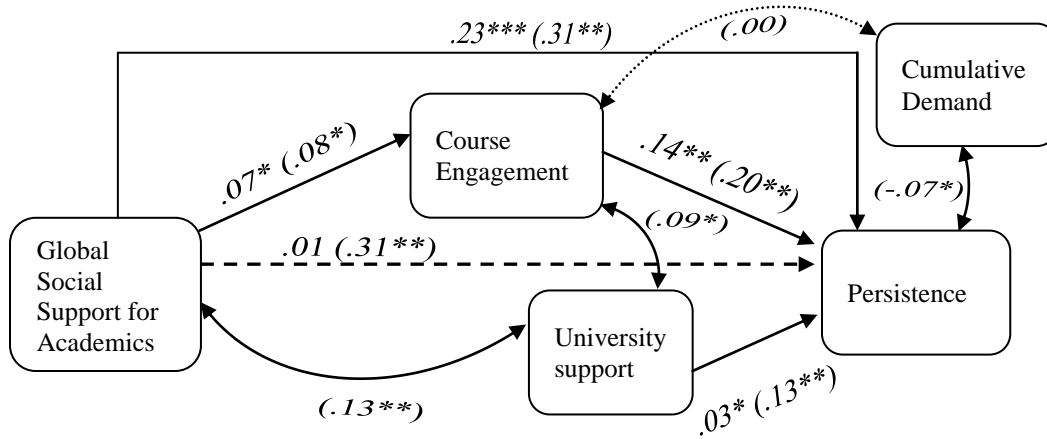 .23*** (.31**)
(.00)
Cumulative
Demand
Course
Engagement
.07* (.08*)
.14** (.20**)
(-.07*)
(.09*)
Global
Social
Support for
Academics
.01 (.31**)
Persistence
University
support
(.13**)
.03* (.13**)